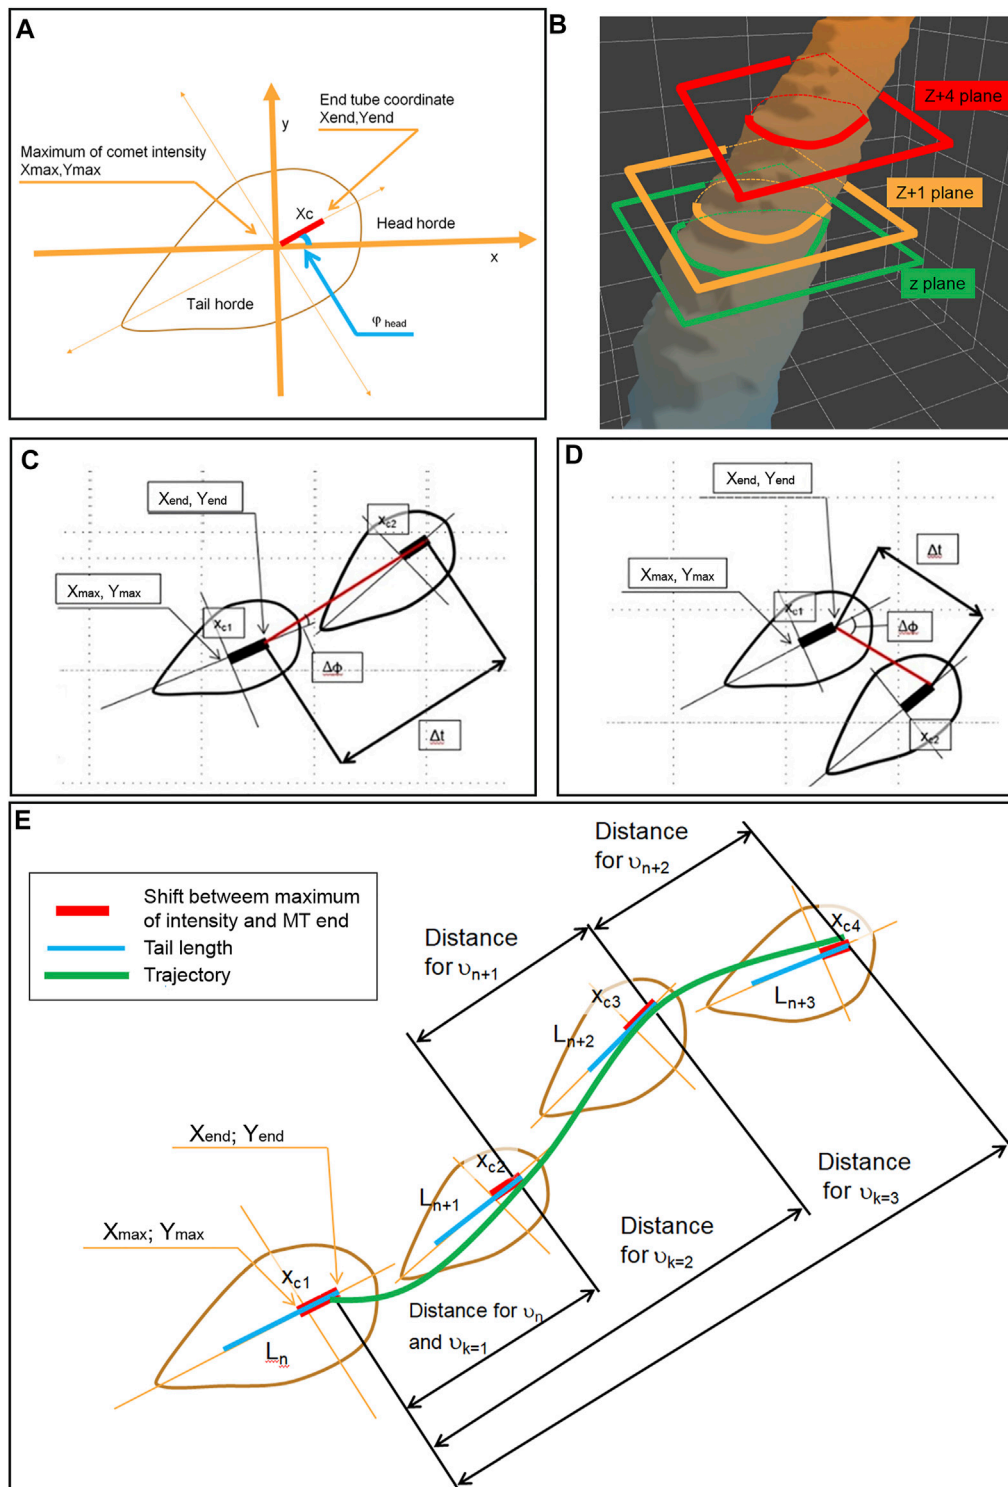 A
y
End tube coordinate
Xend,Yend
Maximum of comet intensity
Xmax,Ymax
Xc
Head horde
x
Tail horde
φ head
B
Z+4 plane
Z+1 plane
z plane
C
Xend, Yend
xc2
Xmax, Ymax
xc1
Δϕ
Δt
D
Xend, Yend
Δt
Xmax, Ymax
xc1
Δϕ
xc2
E
Shift betweem maximum
of intensity and MT end
Tail length
Trajectory
Distance
for υn+2
Distance
for υn+1
Xc4
Ln+3
Xc3
Ln+2
Xend; Yend
Xc2
Ln+1
Xmax; Ymax
Xc1
Ln
Distance
for υk=3
Distance
for υk=2
Distance for υn
and υk=1